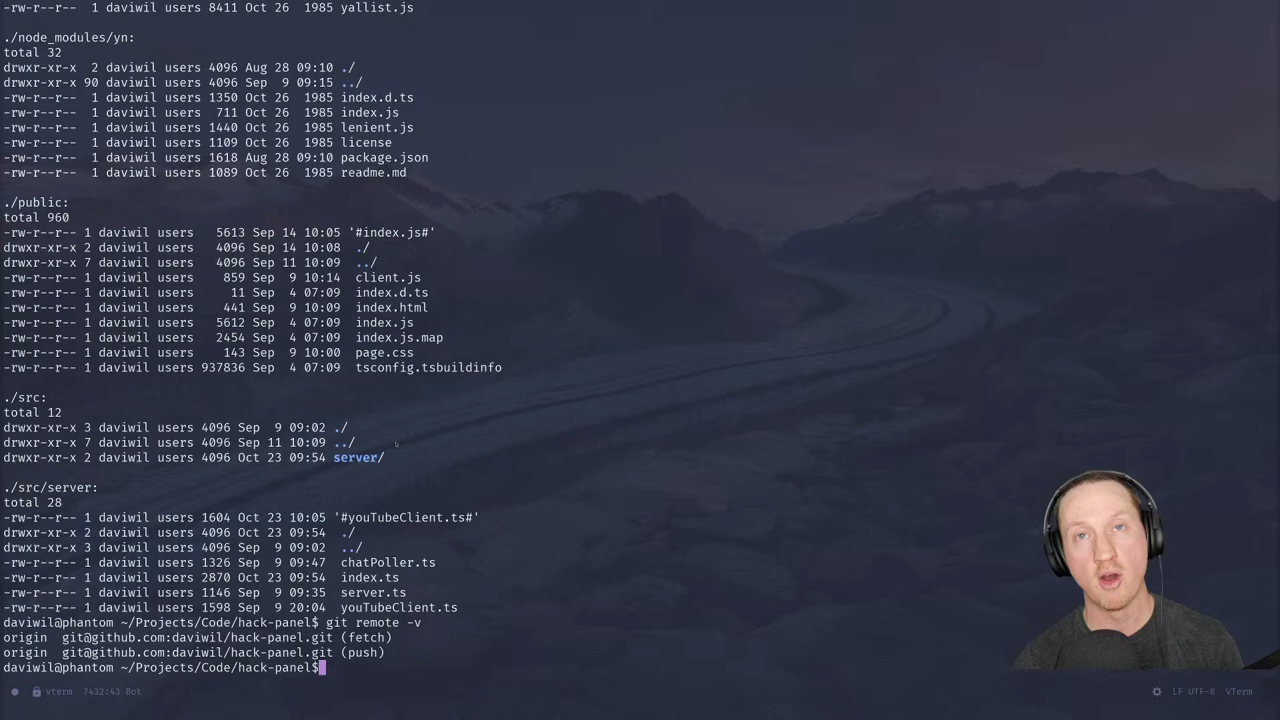 -rw-r--r--  1 daviwil users 8411 Oct 26  1985 yallist.js
./node_modules/yn:
total 32
drwxr-xr-x  2 daviwil users 4096 Aug 28 09:10 ./
drwxr-xr-x 90 daviwil users 4096 Sep  9 09:15 ../
-rw-r--r--  1 daviwil users 1350 Oct 26  1985 index.d.ts
-rw-r--r--  1 daviwil users  711 Oct 26  1985 index.js
-rw-r--r--  1 daviwil users 1440 Oct 26  1985 lenient.js
-rw-r--r--  1 daviwil users 1109 Oct 26  1985 license
-rw-r--r--  1 daviwil users 1618 Aug 28 09:10 package.json
-rw-r--r--  1 daviwil users 1089 Oct 26  1985 readme.md
./public:
total 960
-rw-r--r-- 1 daviwil users   5613 Sep 14 10:05 '#index.js#'
drwxr-xr-x 2 daviwil users   4096 Sep 14 10:08  ./
drwxr-xr-x 7 daviwil users   4096 Sep 11 10:09  ../
-rw-r--r-- 1 daviwil users    859 Sep  9 10:14  client.js
-rw-r--r-- 1 daviwil users     11 Sep  4 07:09  index.d.ts
-rw-r--r-- 1 daviwil users    441 Sep  9 10:09  index.html
-rw-r--r-- 1 daviwil users   5612 Sep  4 07:09  index.js
-rw-r--r-- 1 daviwil users   2454 Sep  4 07:09  index.js.map
-rw-r--r-- 1 daviwil users    143 Sep  9 10:00  page.css
-rw-r--r-- 1 daviwil users 937836 Sep  4 07:09  tsconfig.tsbuildinfo
./src:
total 12
drwxr-xr-x 3 daviwil users 4096 Sep  9 09:02 ./
drwxr-xr-x 7 daviwil users 4096 Sep 11 10:09 ../
drwxr-xr-x 2 daviwil users 4096 Oct 23 09:54 server/
./src/server:
total 28
-rw-r--r-- 1 daviwil users 1604 Oct 23 10:05 '#youTubeClient.ts#'
drwxr-xr-x 2 daviwil users 4096 Oct 23 09:54  ./
drwxr-xr-x 3 daviwil users 4096 Sep  9 09:02  ../
-rw-r--r-- 1 daviwil users 1326 Sep  9 09:47  chatPoller.ts
-rw-r--r-- 1 daviwil users 2870 Oct 23 09:54  index.ts
-rw-r--r-- 1 daviwil users 1146 Sep  9 09:35  server.ts
-rw-r--r-- 1 daviwil users 1598 Sep  9 20:04  youTubeClient.ts
daviwil@phantom ~/Projects/Code/hack-panel$ git remote -v
origin  git@github.com:daviwil/hack-panel.git (fetch)
origin  git@github.com:daviwil/hack-panel.git (push)
daviwil@phantom ~/Projects/Code/hack-panel$
vterm  7432:43 Bot  LF UTF-8  VTerm